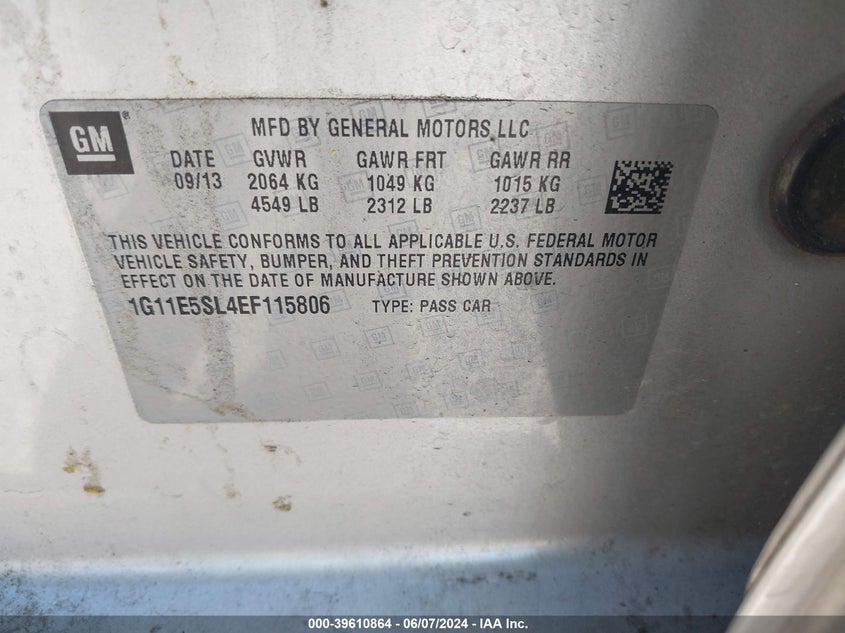 GM
MFD BY GENERAL MOTORS LLC
DATE GVWR GAWR FRT GAWR RR
09/13 2064 KG 1049 KG 1015 KG
4549 LB 2312 LB 2237 LB
THIS VEHICLE CONFORMS TO ALL APPLICABLE U.S. FEDERAL MOTOR
VEHICLE SAFETY, BUMPER, AND THEFT PREVENTION STANDARDS IN
EFFECT ON THE DATE OF MANUFACTURE SHOWN ABOVE.
1G11E5SL4EF115806 TYPE: PASS CAR
000-39610864 - 06/07/2024 - IAA Inc.